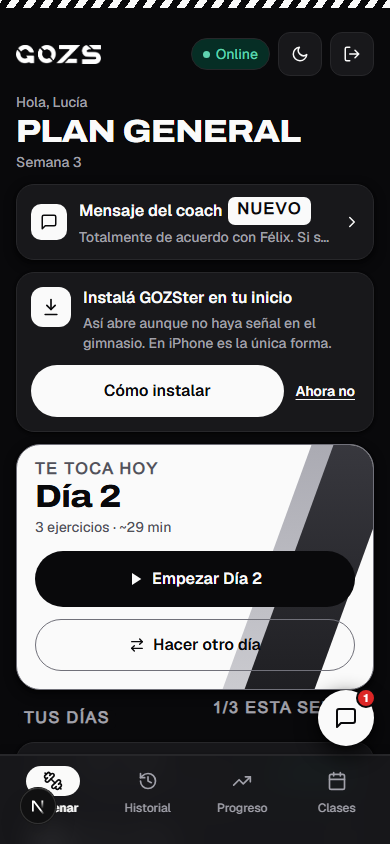 GOZS
Online
Hola, Lucía
PLAN GENERAL
Semana 3
Mensaje del coach NUEVO
Totalmente de acuerdo con Félix. Si s...
Instalá GOZSter en tu inicio
Así abre aunque no haya señal en el
gimnasio. En iPhone es la única forma.
Cómo instalar
Ahora no
TE TOCA HOY
Día 2
3 ejercicios · ~29 min
Empezar Día 2
Hacer otro día
TUS DÍAS
1/3 ESTA SE
1
N
enar
Historial
Progreso
Clases